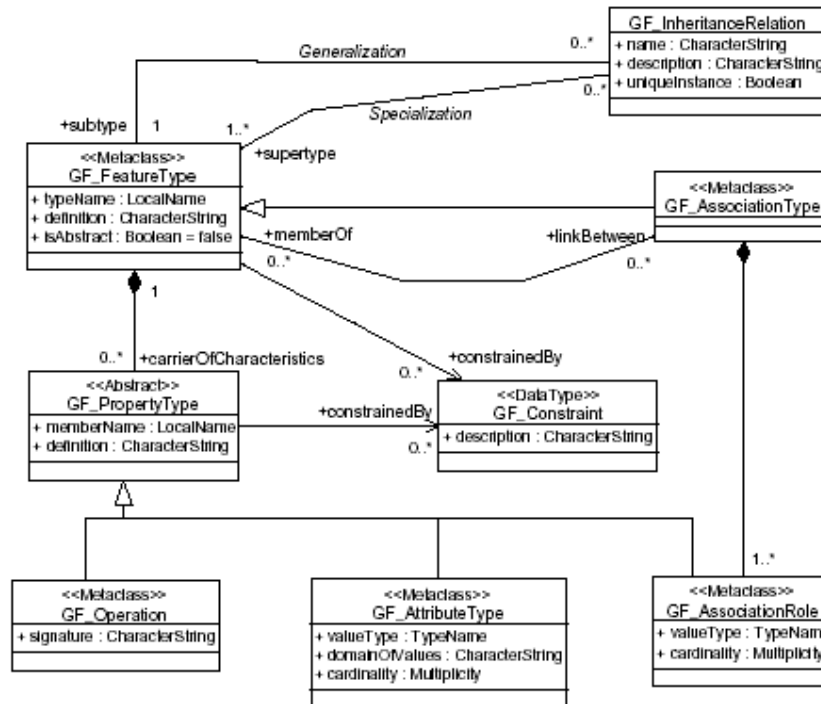 GF_InheritanceRelation
+ name : CharacterString
+ description : CharacterString
+ uniqueInstance : Boolean
Generalization
0..*
0..*
Specialization
+subtype
1
1..*
+supertype
<<Metaclass>>
GF_FeatureType
+ typeName : LocalName
+ definition : CharacterString
+ isAbstract : Boolean = false
<<Metaclass>>
GF_AssociationType
+memberOf
+linkBetween
0..*
0..*
1
0..*
+carrierOfCharacteristics
+constrainedBy
0..*
<<Abstract>>
GF_PropertyType
+ memberName : LocalName
+ definition : CharacterString
+constrainedBy
0..*
<<DataType>>
GF_Constraint
+ description : CharacterString
1..*
<<Metaclass>>
GF_Operation
+ signature : CharacterString
<<Metaclass>>
GF_AttributeType
+ valueType : TypeName
+ domainOfValues : CharacterString
+ cardinality : Multiplicity
<<Metaclass>>
GF_AssociationRole
+ valueType : TypeNam
+ cardinality : Multiplicity